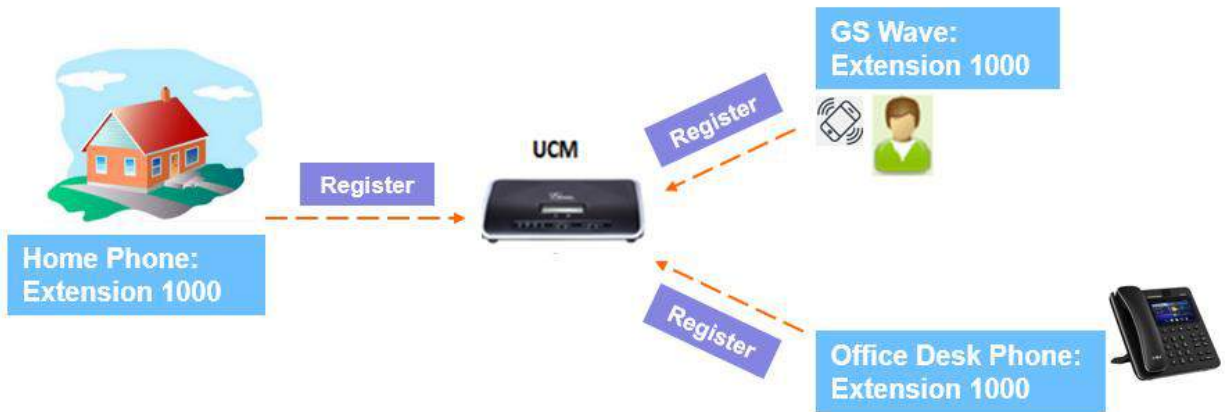 GS Wave:
Extension 1000
Register
UCM
Register
Home Phone:
Extension 1000
Register
Office Desk Phone:
Extension 1000